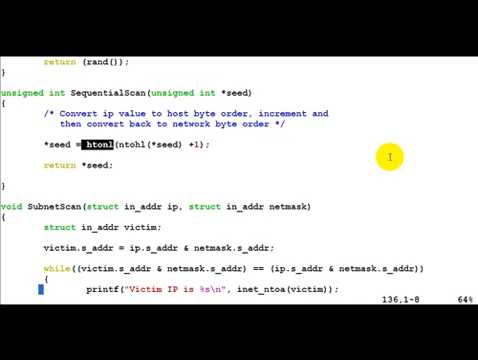 return (rand());
}
unsigned int SequentialScan(unsigned int *seed)
{
/* Convert ip value to host byte order, increment and
then convert back to network byte order */
*seed = htonl(ntohl(*seed) +1);
return *seed;
}
void SubnetScan(struct in_addr ip, struct in_addr netmask)
{
struct in_addr victim;
victim.s_addr = ip.s_addr & netmask.s_addr;
while((victim.s_addr & netmask.s_addr) == (ip.s_addr & netmask.s_addr))
{
printf("Victim IP is %s\n", inet_ntoa(victim));
136,1-8 64%